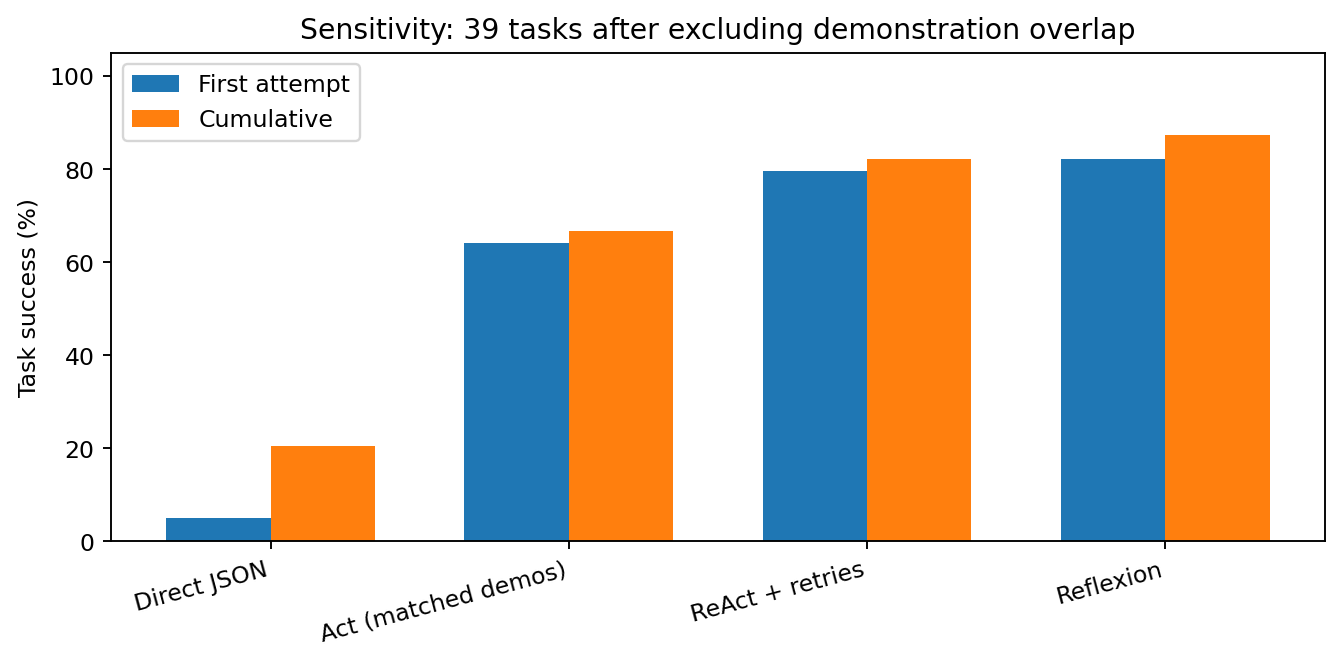 Sensitivity: 39 tasks after excluding demonstration overlap
First attempt
Cumulative
Task success (%)
100
80
60
40
20
0
Direct JSON
Act (matched demos)
ReAct + retries
Reflexion